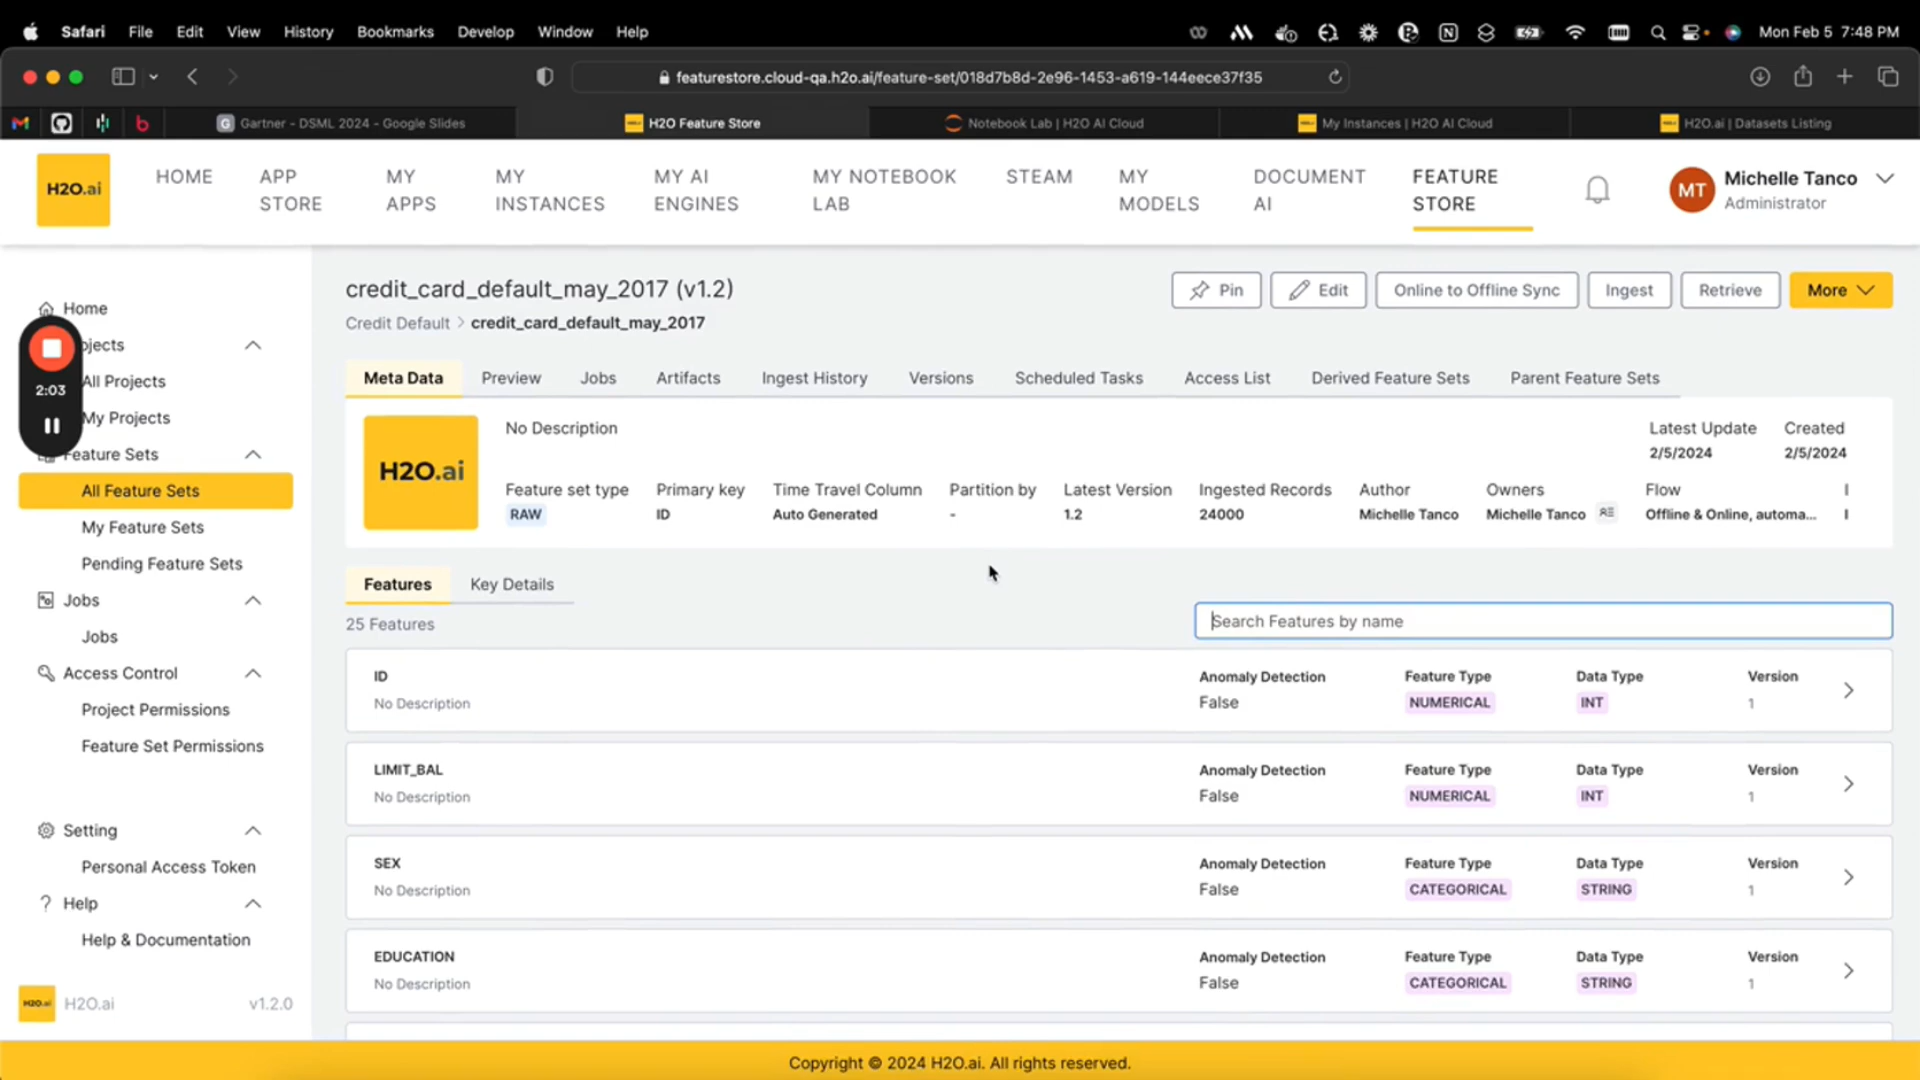 Safari File Edit View History Bookmarks Develop Window Help Mon Feb 5 7:48 PM
featurestore.cloud-qa.h2o.ai/feature-set/018d7b8d-2e96-1453-a619-144eece37f35
Gartner - DSML 2024 - Google Slides H2O Feature Store Notebook Lab | H2O AI Cloud My Instances | H2O AI Cloud H2O.ai | Datasets Listing
H2O.ai
HOME
APP
STORE
MY
APPS
MY
INSTANCES
MY AI
ENGINES
MY NOTEBOOK
LAB
STEAM
MY
MODELS
DOCUMENT
AI
FEATURE
STORE
MT
Michelle Tanco
Administrator
Home
2:03
ojects
All Projects
My Projects
Feature Sets
All Feature Sets
My Feature Sets
Pending Feature Sets
Jobs
Jobs
Access Control
Project Permissions
Feature Set Permissions
Setting
Personal Access Token
Help
Help & Documentation
H2O.ai H2O.ai v1.2.0
credit_card_default_may_2017 (v1.2)
Pin Edit Online to Offline Sync Ingest Retrieve More
Credit Default > credit_card_default_may_2017
Meta Data Preview Jobs Artifacts Ingest History Versions Scheduled Tasks Access List Derived Feature Sets Parent Feature Sets
H2O.ai
No Description
Latest Update Created
2/5/2024 2/5/2024
Feature set type Primary key Time Travel Column Partition by Latest Version Ingested Records Author Owners Flow
RAW ID Auto Generated - 1.2 24000 Michelle Tanco Michelle Tanco Offline & Online, automa...
Features Key Details
25 Features
Search Features by name
ID Anomaly Detection Feature Type Data Type Version
No Description False NUMERICAL INT 1
LIMIT_BAL Anomaly Detection Feature Type Data Type Version
No Description False NUMERICAL INT 1
SEX Anomaly Detection Feature Type Data Type Version
No Description False CATEGORICAL STRING 1
EDUCATION Anomaly Detection Feature Type Data Type Version
No Description False CATEGORICAL STRING 1
Copyright © 2024 H2O.ai. All rights reserved.